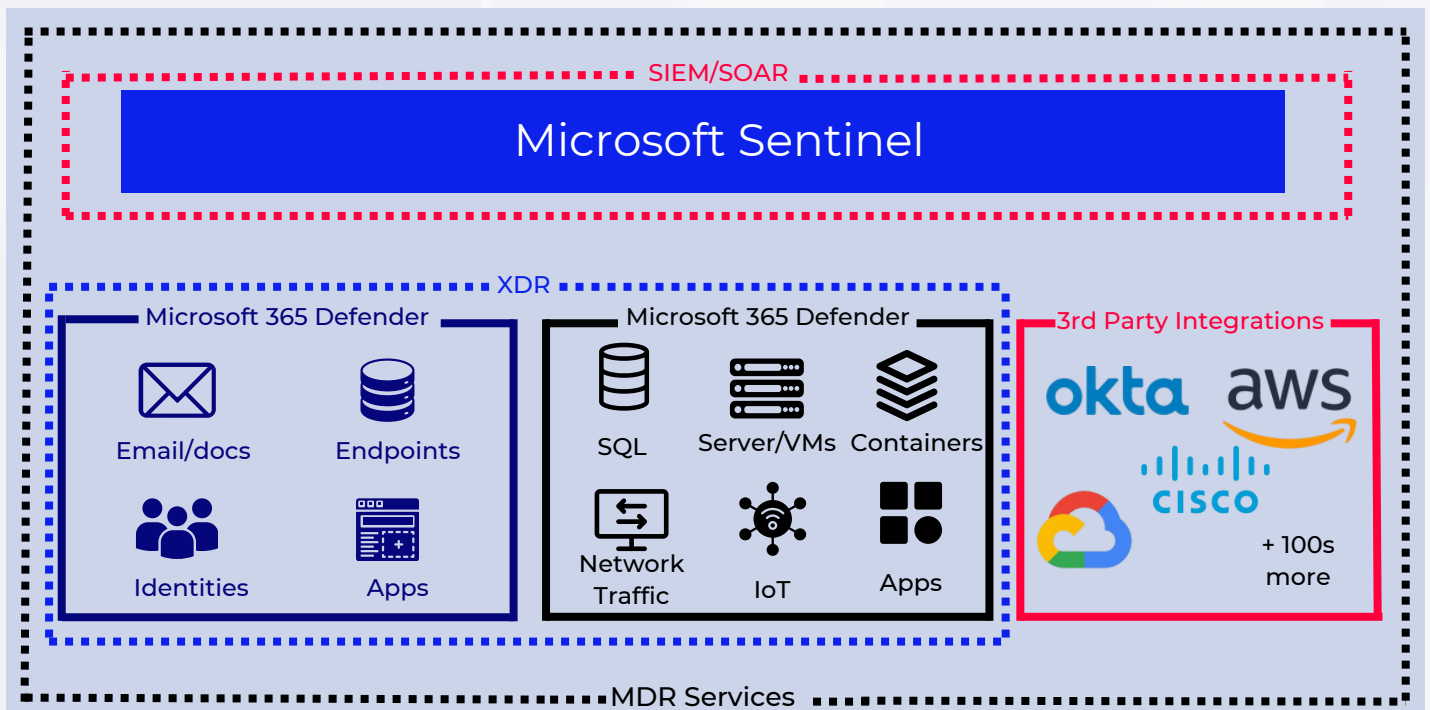 SIEM/SOAR
Microsoft Sentinel
XDR
Microsoft 365 Defender
Email/docs
Endpoints
Identities
Apps
Microsoft 365 Defender
SQL
Server/VMs
Containers
Network
Traffic
IoT
Apps
3rd Party Integrations
okta
aws
CISCO
+ 100s
more
MDR Services